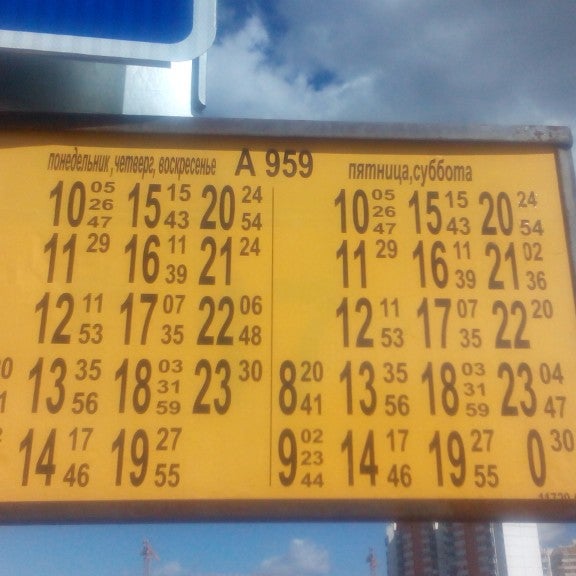 понедельник, четверг, воскресенье А 959 пятница,суббота
10 05 26 47 15 15 43 20 24 54 10 05 26 47 15 15 43 20 24 54
11 29 16 11 39 21 24 11 29 16 11 39 21 02 36
12 11 53 17 07 35 22 06 48 12 11 53 17 07 35 22 20
13 35 56 18 03 31 59 23 30 8 20 41 13 35 56 18 03 31 59 23 04 47
14 17 46 19 27 55 9 02 23 44 14 17 46 19 27 55 0 30